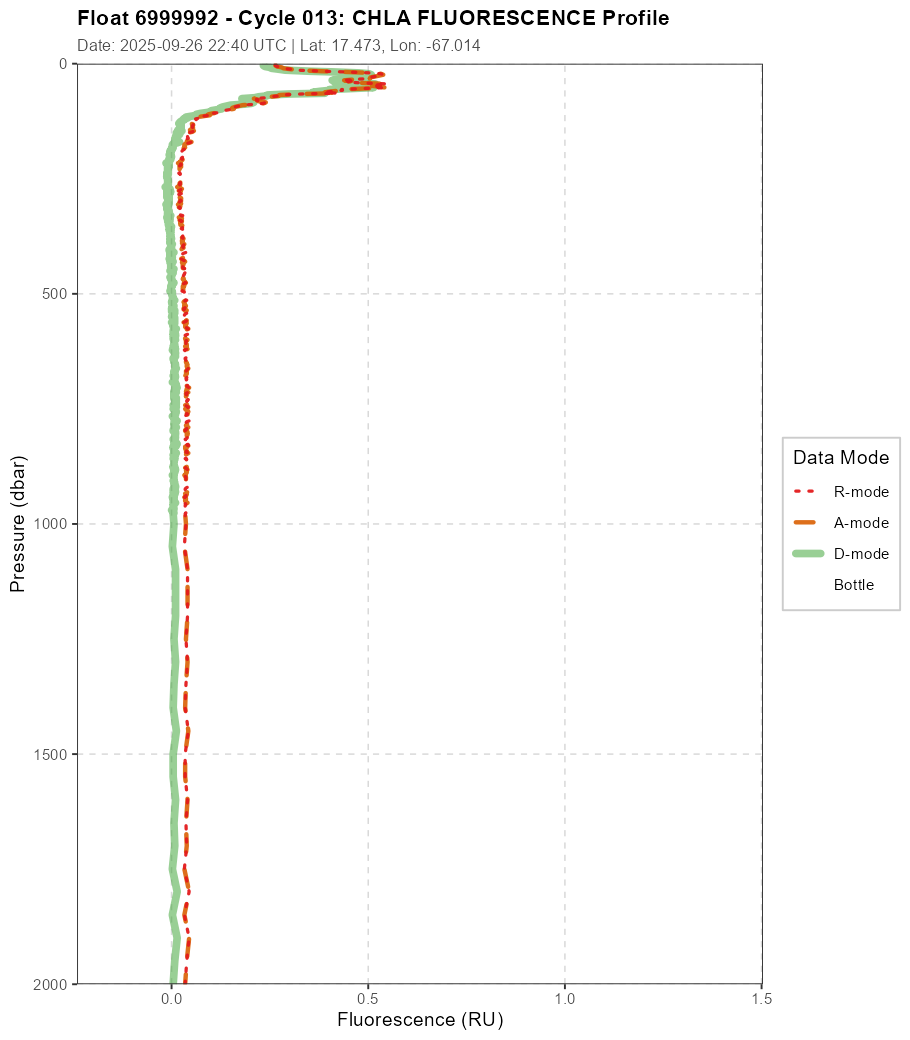 Float 6999992 - Cycle 013: CHLA FLUORESCENCE Profile
Date: 2025-09-26 22:40 UTC | Lat: 17.473, Lon: -67.014
0
500
1000
1500
2000
Pressure (dbar)
0.0
0.5
1.0
1.5
Fluorescence (RU)
Data Mode
R-mode
A-mode
D-mode
Bottle